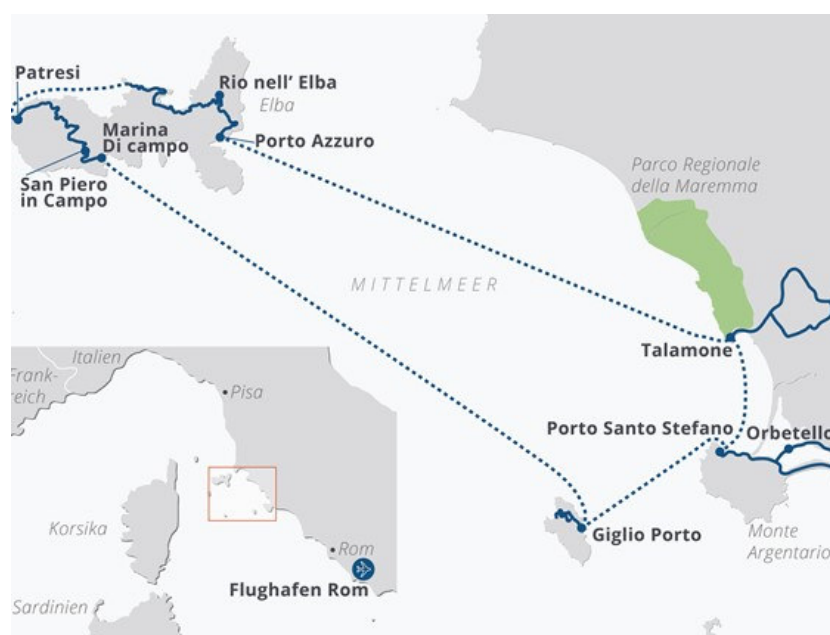 Patresi
Rio nell’ Elba
Elba
Marina
Di campo
Porto Azzuro
San Piero
in Campo
Parco Regionale
della Maremma
MITTELMEER
Talamone
Italien
Frank-
reich
Pisa
Porto Santo Stefano
Orbetello
Korsika
Giglio Porto
Monte
Argentario
Rom
Flughafen Rom
Sardinien